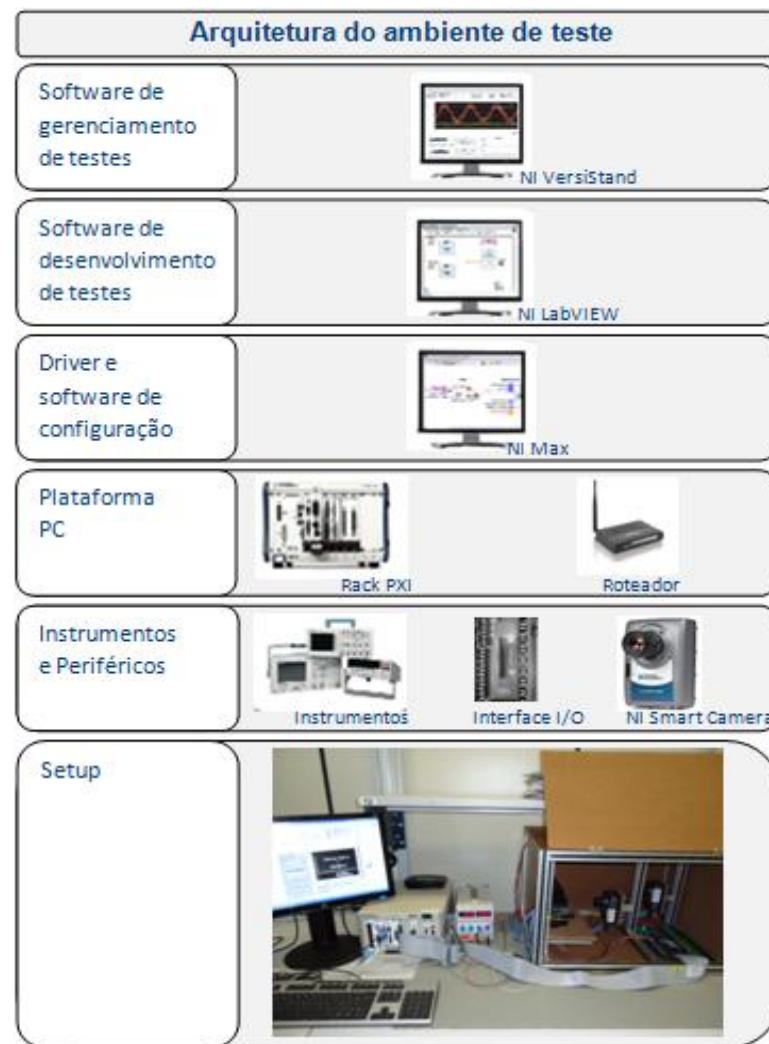 Arquitetura do ambiente de teste
Software de
gerenciamento
de testes
NI VersiStand
Software de
desenvolvimento
de testes
NI LabVIEW
Driver e
software de
configuração
NI Max
Plataforma
PC
Rack PXI
Roteador
Instrumentos
e Periféricos
Instrumentos
Interface I/O
NI Smart Camera
Setup